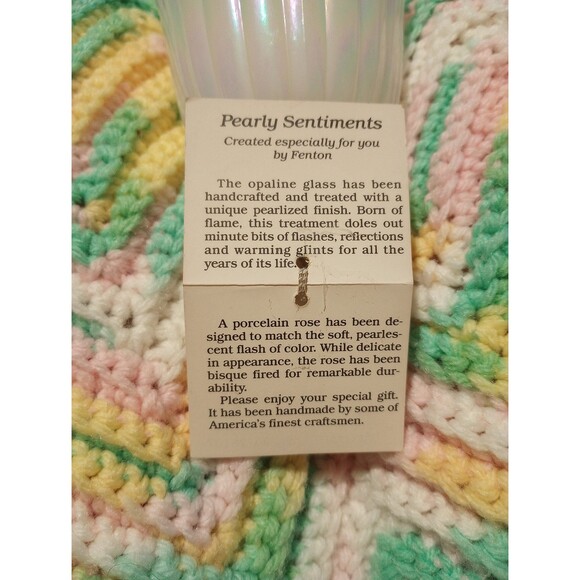 Pearly Sentiments
Created especially for you
by Fenton
The opaline glass has been
handcrafted and treated with a
unique pearlized finish. Born of
flame, this treatment doles out
minute bits of flashes, reflections
and warming glints for all the
years of its life.
A porcelain rose has been de-
signed to match the soft, pearles-
cent flash of color. While delicate
in appearance, the rose has been
bisque fired for remarkable dur-
ability.
Please enjoy your special gift.
It has been handmade by some of
America's finest craftsmen.